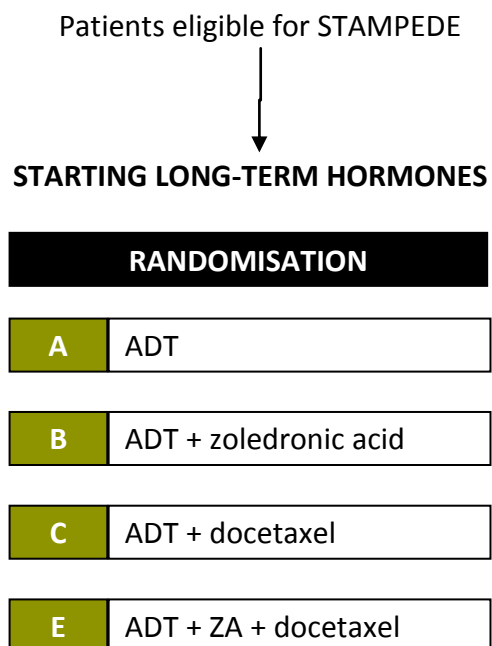 Patients eligible for STAMPEDE
STARTING LONG-TERM HORMONES
RANDOMISATION
A ADT
B ADT + zoledronic acid
C ADT + docetaxel
E ADT + ZA + docetaxel